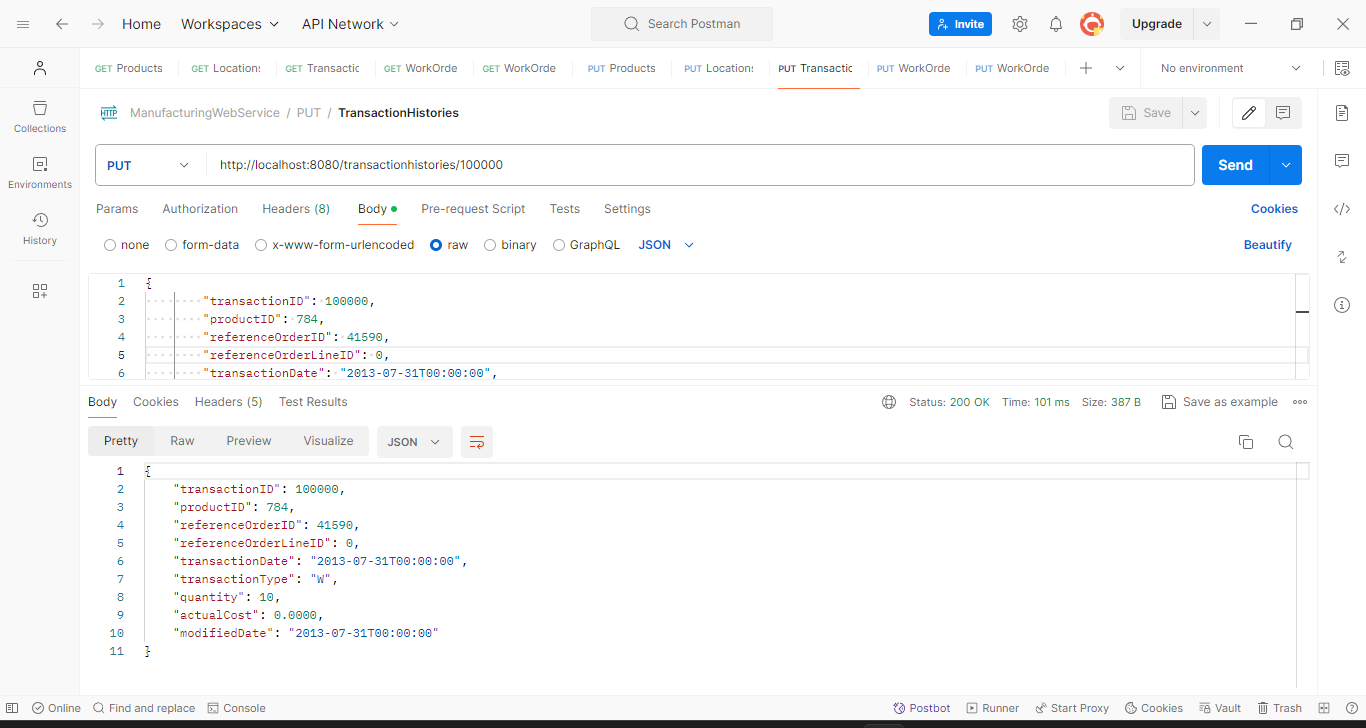 Home Workspaces API Network Search Postman Invite Upgrade
GET Products GET Locations GET Transactic GET WorkOrde GET WorkOrde PUT Products PUT Locations PUT Transactic PUT WorkOrde PUT WorkOrde No environment
HTTP ManufacturingWebService / PUT / TransactionHistories Save
PUT http://localhost:8080/transactionhistories/100000 Send
Params Authorization Headers (8) Body Pre-request Script Tests Settings Cookies
none form-data x-www-form-urlencoded raw binary GraphQL JSON Beautify
Collections
Environments
History
1 {
2 "transactionID": 100000,
3 "productID": 784,
4 "referenceOrderID": 41590,
5 "referenceOrderLineID": 0,
6 "transactionDate": "2013-07-31T00:00:00",
Body Cookies Headers (5) Test Results Status: 200 OK Time: 101 ms Size: 387 B Save as example
Pretty Raw Preview Visualize JSON
1 {
2 "transactionID": 100000,
3 "productID": 784,
4 "referenceOrderID": 41590,
5 "referenceOrderLineID": 0,
6 "transactionDate": "2013-07-31T00:00:00",
7 "transactionType": "W",
8 "quantity": 10,
9 "actualCost": 0.0000,
10 "modifiedDate": "2013-07-31T00:00:00"
11 }
Online Find and replace Console Postbot Runner Start Proxy Cookies Vault Trash